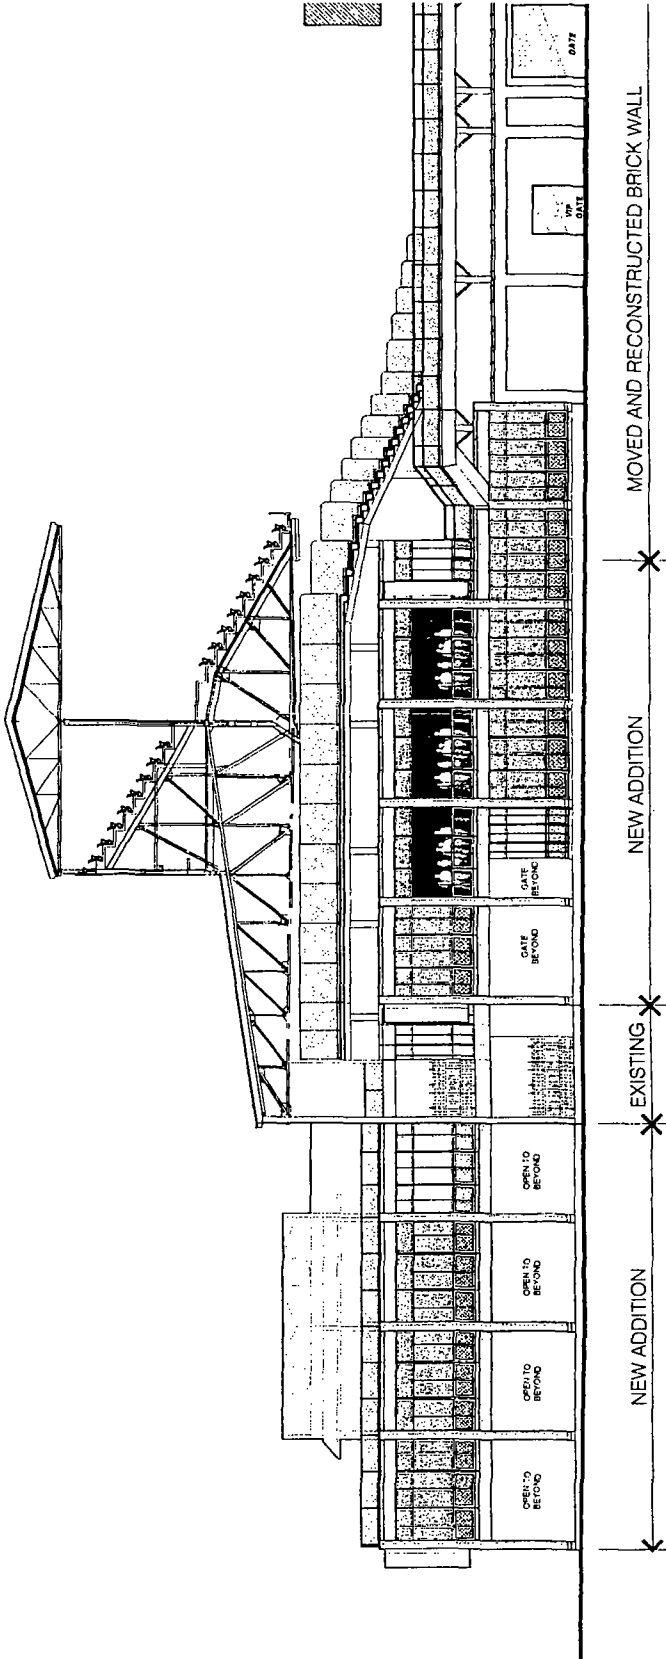 OPEN TO
BEYOND
OPEN TO
BEYOND
OPEN TO
BEYOND
OPEN TO
BEYOND
GATE
BEYOND
GATE
BEYOND
VIP
GATE
GATE
NEW ADDITION
EXISTING
NEW ADDITION
MOVED AND RECONSTRUCTED BRICK WALL